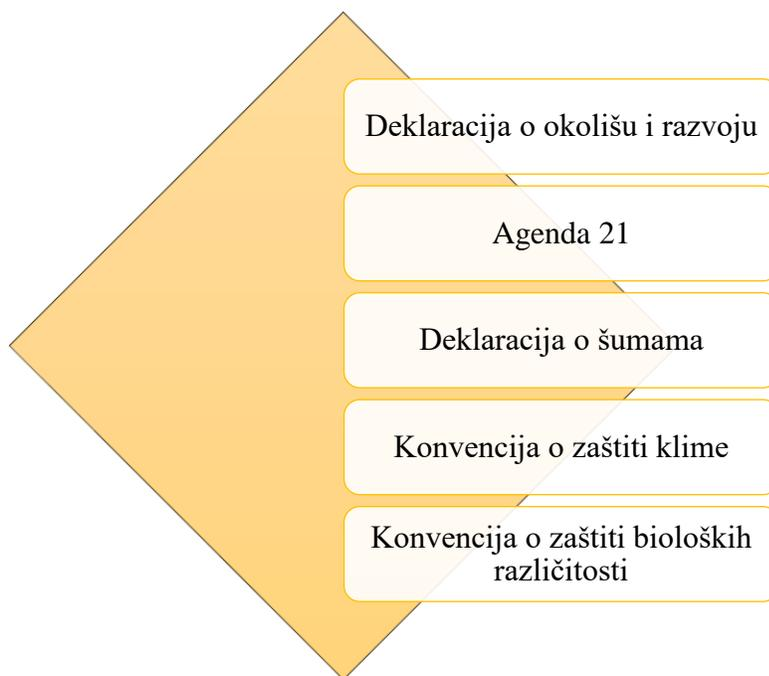 Deklaracija o okolišu i razvoju
Agenda 21
Deklaracija o šumama
Konvencija o zaštiti klime
Konvencija o zaštiti bioloških
različitosti